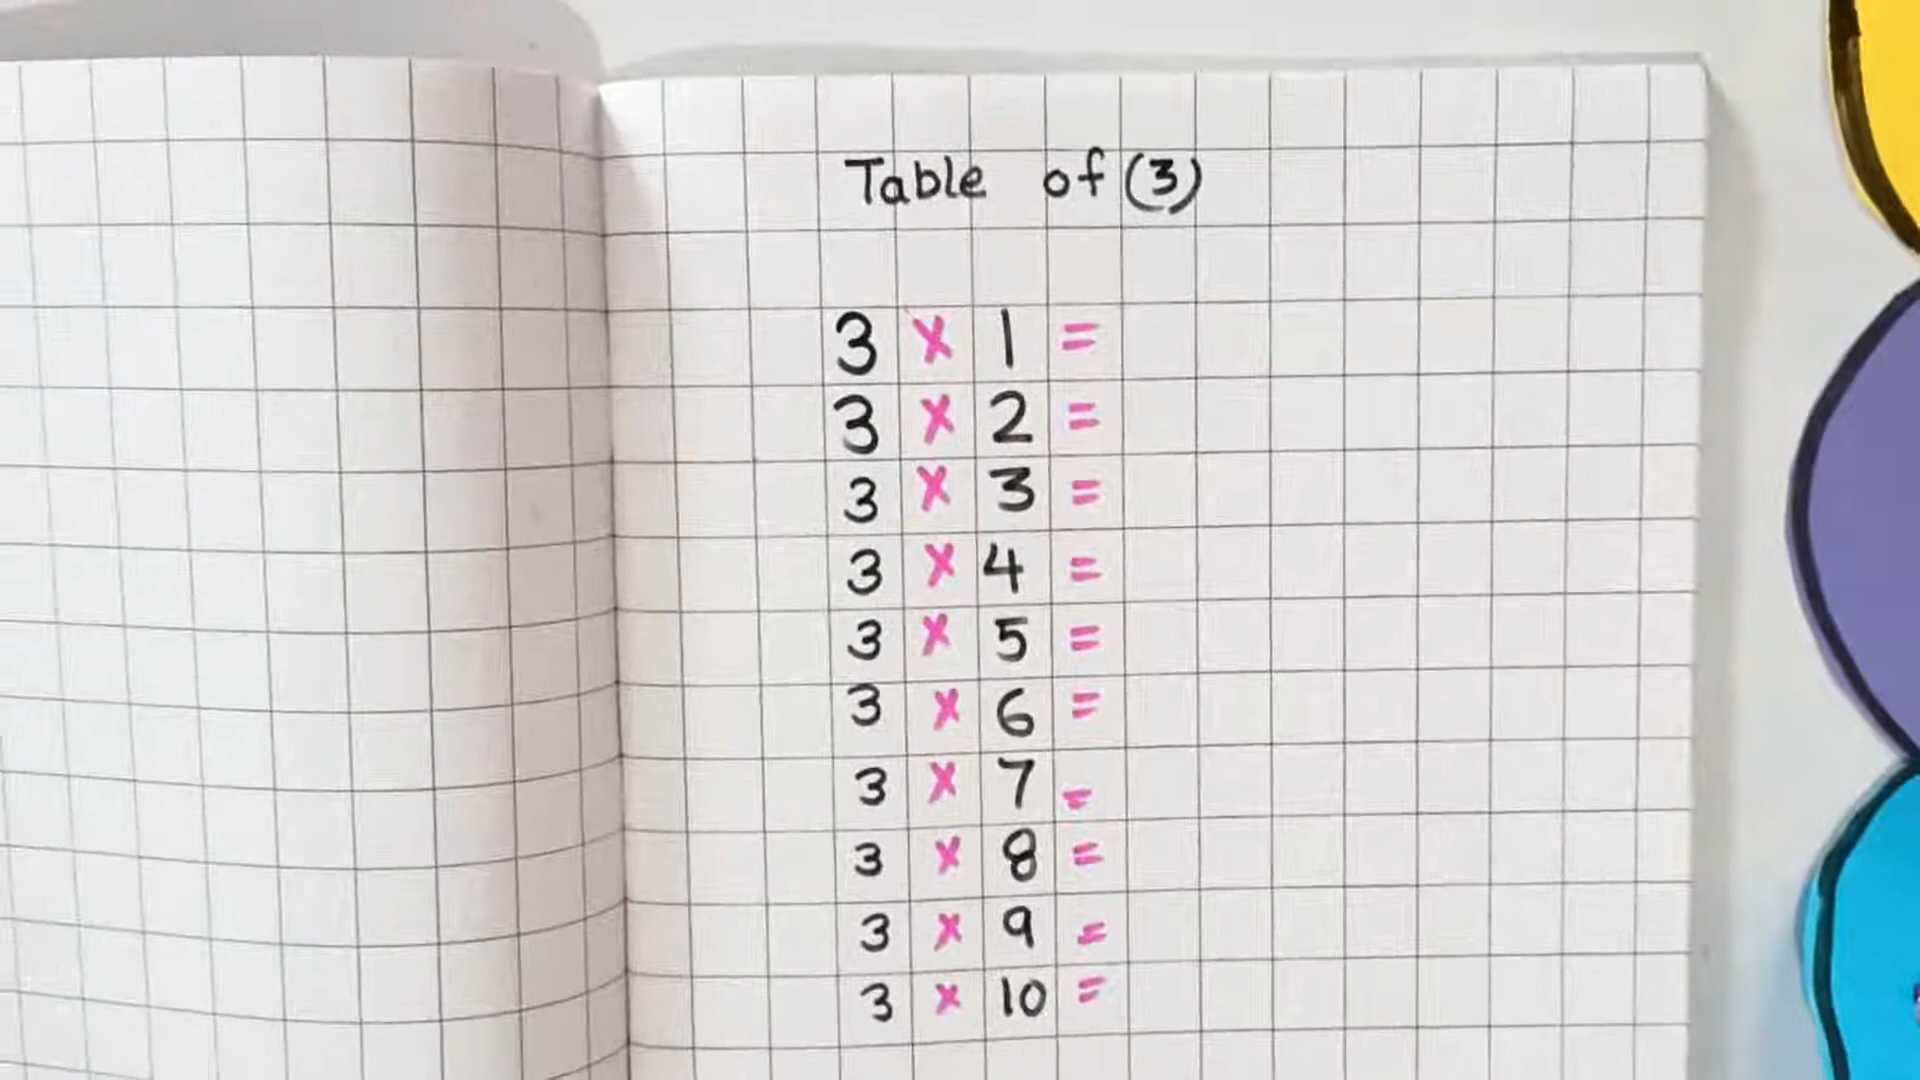 Table of (3)
3 × 1 =
3 × 2 =
3 × 3 =
3 × 4 =
3 × 5 =
3 × 6 =
3 × 7 =
3 × 8 =
3 × 9 =
3 × 10 =